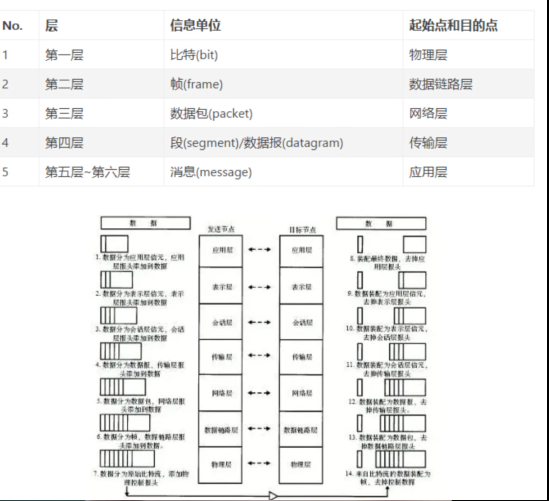 No. 层 信息单位 起始点和目的点
1 第一层 比特(bit) 物理层
2 第二层 帧(frame) 数据链路层
3 第三层 数据包(packet) 网络层
4 第四层 段(segment)/数据报(datagram) 传输层
5 第五层~第六层 消息(message) 应用层
数 据
发送节点
目标节点
数 据
应用层
应用层
1. 数据分为应用层信元，应用
层报头添加到数据
8. 装配最终数据，去掉应
用层报头
表示层
表示层
2. 数据分为表示层信元，表示
层报头添加到数据
9. 数据装配为应用层信元，
去掉表示层报头
会话层
会话层
3. 数据分为会话层信元，会话
层报头添加到数据
10. 数据装配为表示层信元，
去掉会话层报头
传输层
传输层
4. 数据分为数据报，传输层报
头添加到数据
11. 数据装配为会话层信元，
去掉传输层报头
网络层
网络层
5. 数据分为数据包，网络层报
头添加到数据
12. 数据装配为数据报，去
掉传输层报头。
数据链路层
数据链路层
6. 数据分为帧，数据链路层报
头添加到数据。
13. 数据装配为数据包，去
掉数据链路层报头
物理层
物理层
7. 数据分为原始比特流，添加物
理控制报头
14. 来自比特流的数据装配为
帧，去掉控制数据